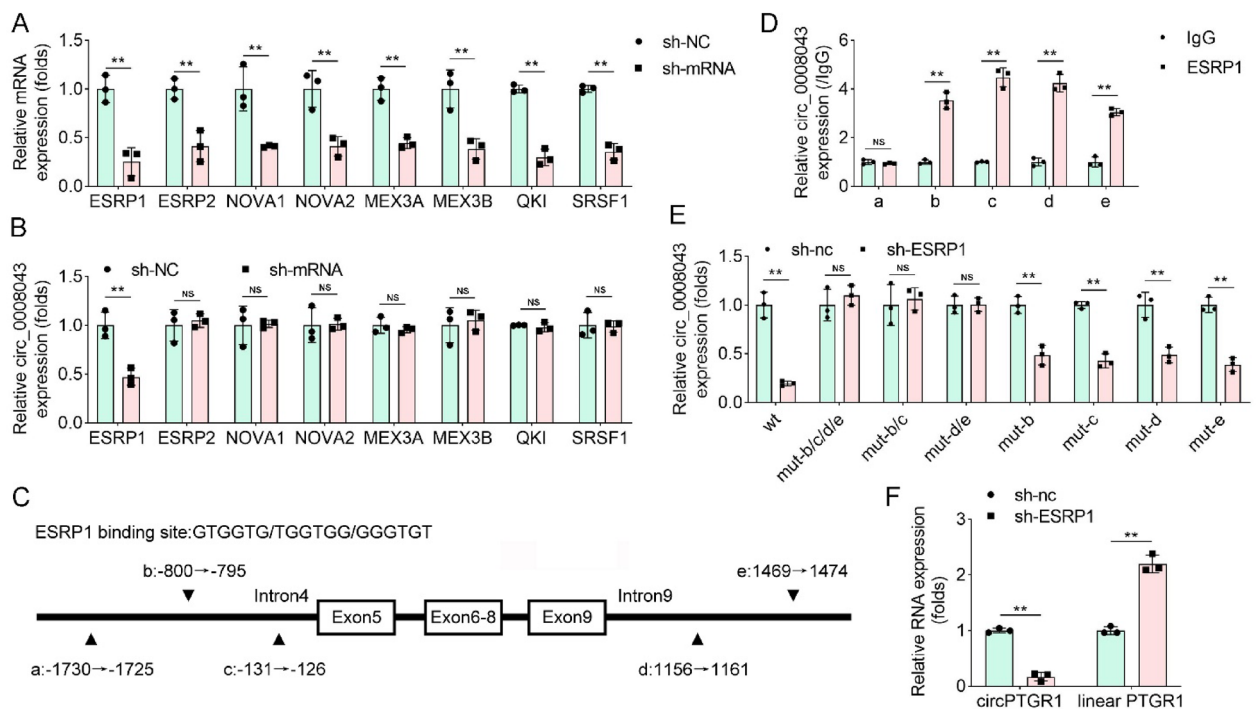 A
Relative mRNA
expression (folds)
1.5
1.0
0.5
0.0
** ** ** ** ** ** ** **
sh-NC
sh-mRNA
ESRP1 ESRP2 NOVA1 NOVA2 MEX3A MEX3B QKI SRSF1
B
Relative circ_0008043
expression (folds)
sh-NC sh-mRNA
1.5
1.0
0.5
0.0
** NS NS NS NS NS NS NS
ESRP1 ESRP2 NOVA1 NOVA2 MEX3A MEX3B QKI SRSF1
C
ESRP1 binding site:GTGGTG/TGGTGG/GGGTGT
b:-800→-795 e:1469→1474
Intron4 Intron9
Exon5 Exon6-8 Exon9
a:-1730→-1725 c:-131→-126 d:1156→1161
D
Relative circ_0008043
expression (/IgG)
6
4
2
0
NS ** ** ** **
IgG
ESRP1
a b c d e
E
Relative circ_0008043
expression (folds)
sh-nc sh-ESRP1
1.5
1.0
0.5
0.0
** NS NS NS ** ** ** **
wt mut-b/c/d/e mut-b/c mut-d/e mut-b mut-c mut-d mut-e
F
Relative RNA expression
(folds)
sh-nc
sh-ESRP1
3
2
1
0
** **
circPTGR1 linear PTGR1